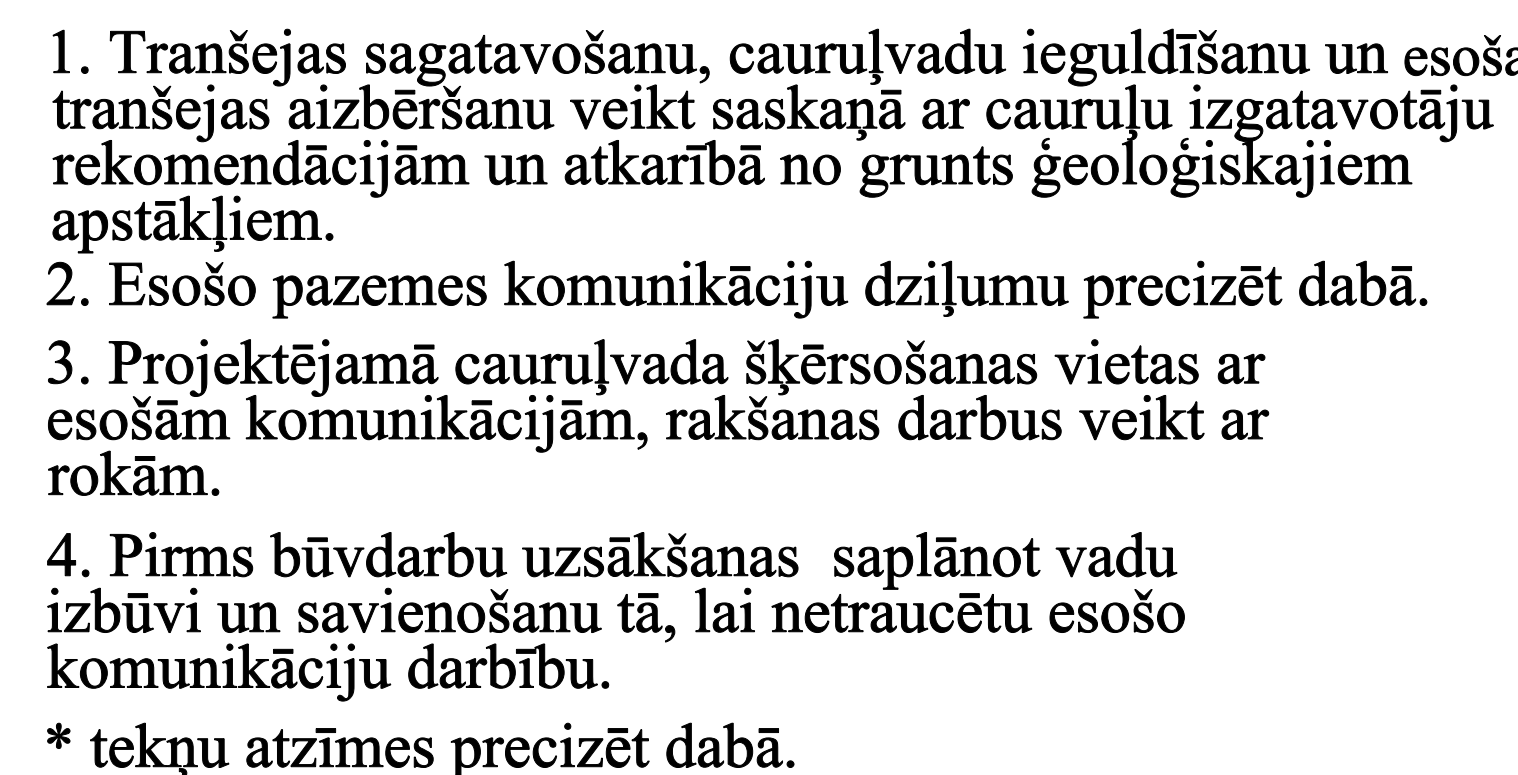 1. Tranšejas sagatavošanu, cauruļvadu ieguldīšanu un
tranšejas aizbēršanu veikt saskaņā ar cauruļu izgatavotāju
rekomendācijām un atkarībā no grunts ģeoloģiskajiem
apstākļiem.
2. Esošo pazemes komunikāciju dziļumu precizēt dabā.
3. Projektējamā cauruļvada šķērsošanas vietas ar
esošām komunikācijām, rakšanas darbus veikt ar
rokām.
4. Pirms būvdarbu uzsākšanas saplānot vadu
izbūvi un savienošanu tā, lai netraucētu esošo
komunikāciju darbību.
* tekņu atzīmes precizēt dabā.